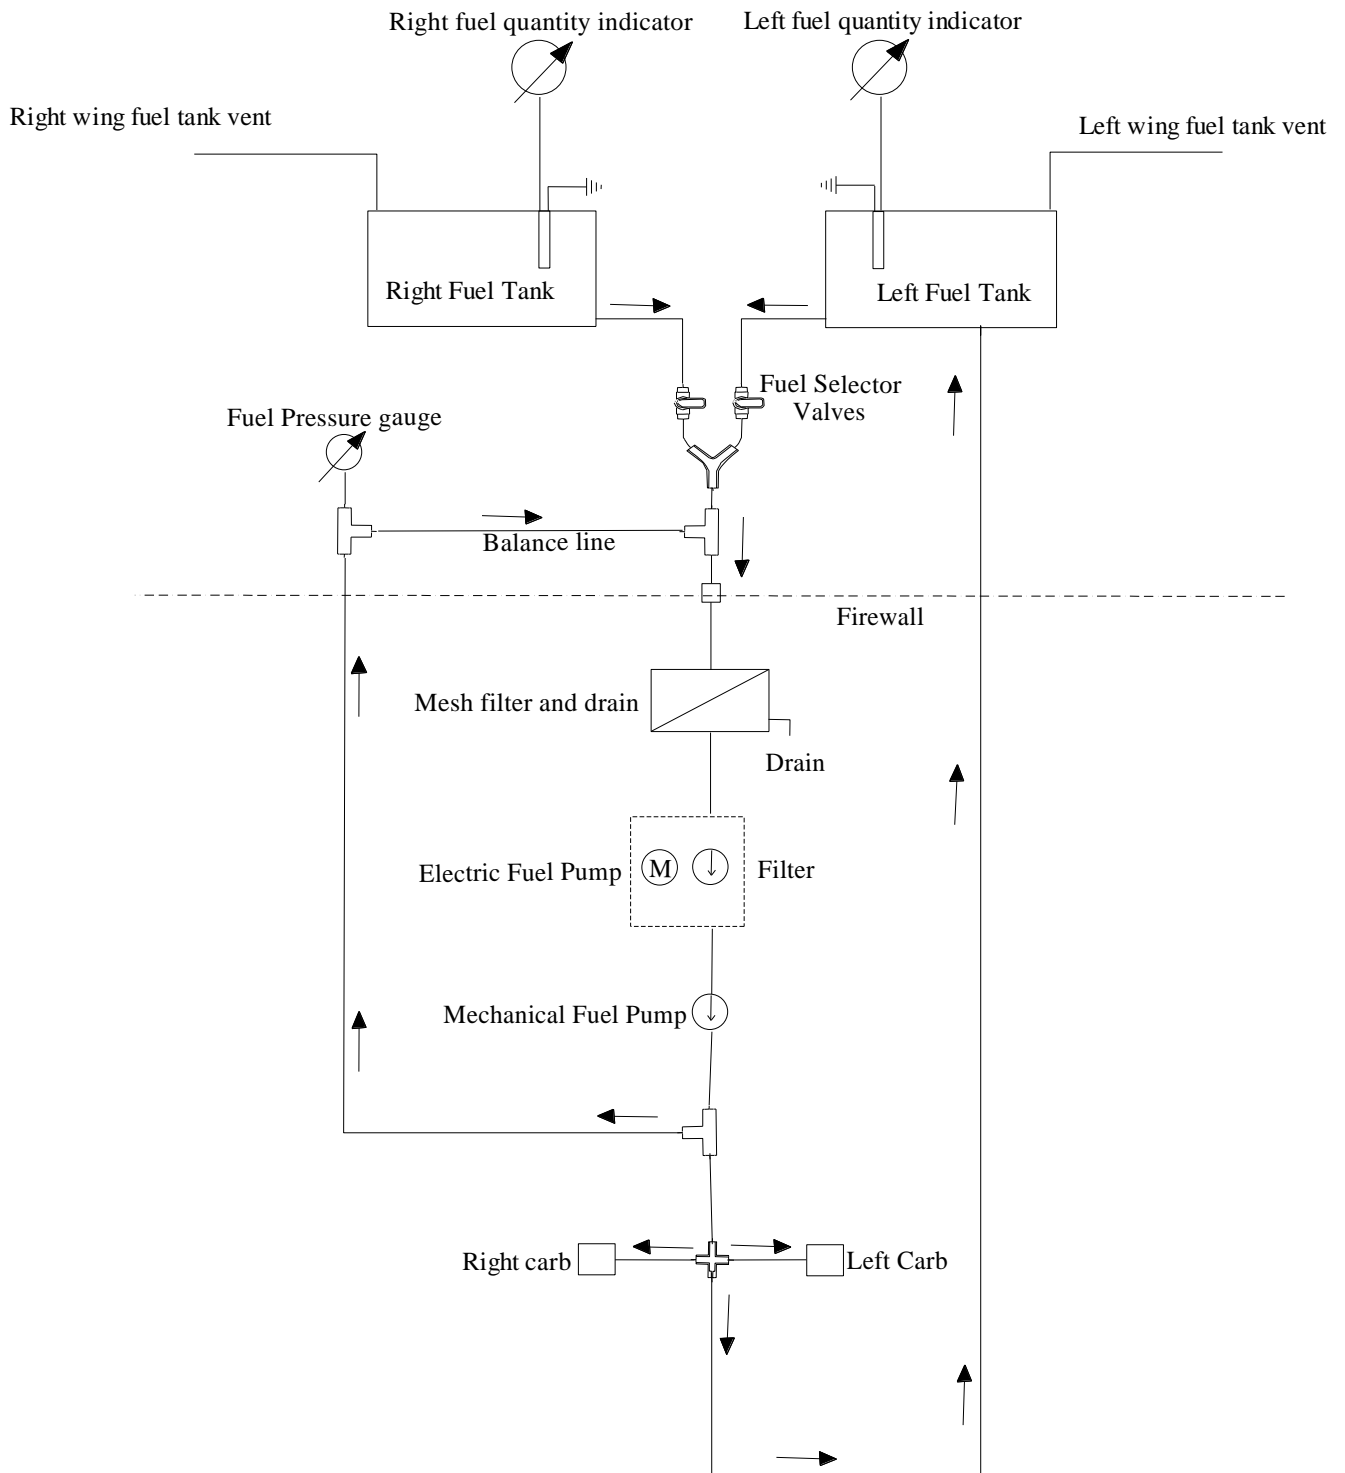 Right fuel quantity indicator
Left fuel quantity indicator
Right wing fuel tank vent
Left wing fuel tank vent
Right Fuel Tank
Left Fuel Tank
Fuel Selector
Valves
Fuel Pressure gauge
Balance line
Firewall
Mesh filter and drain
Drain
Electric Fuel Pump
M
Filter
Mechanical Fuel Pump
Right carb
Left Carb